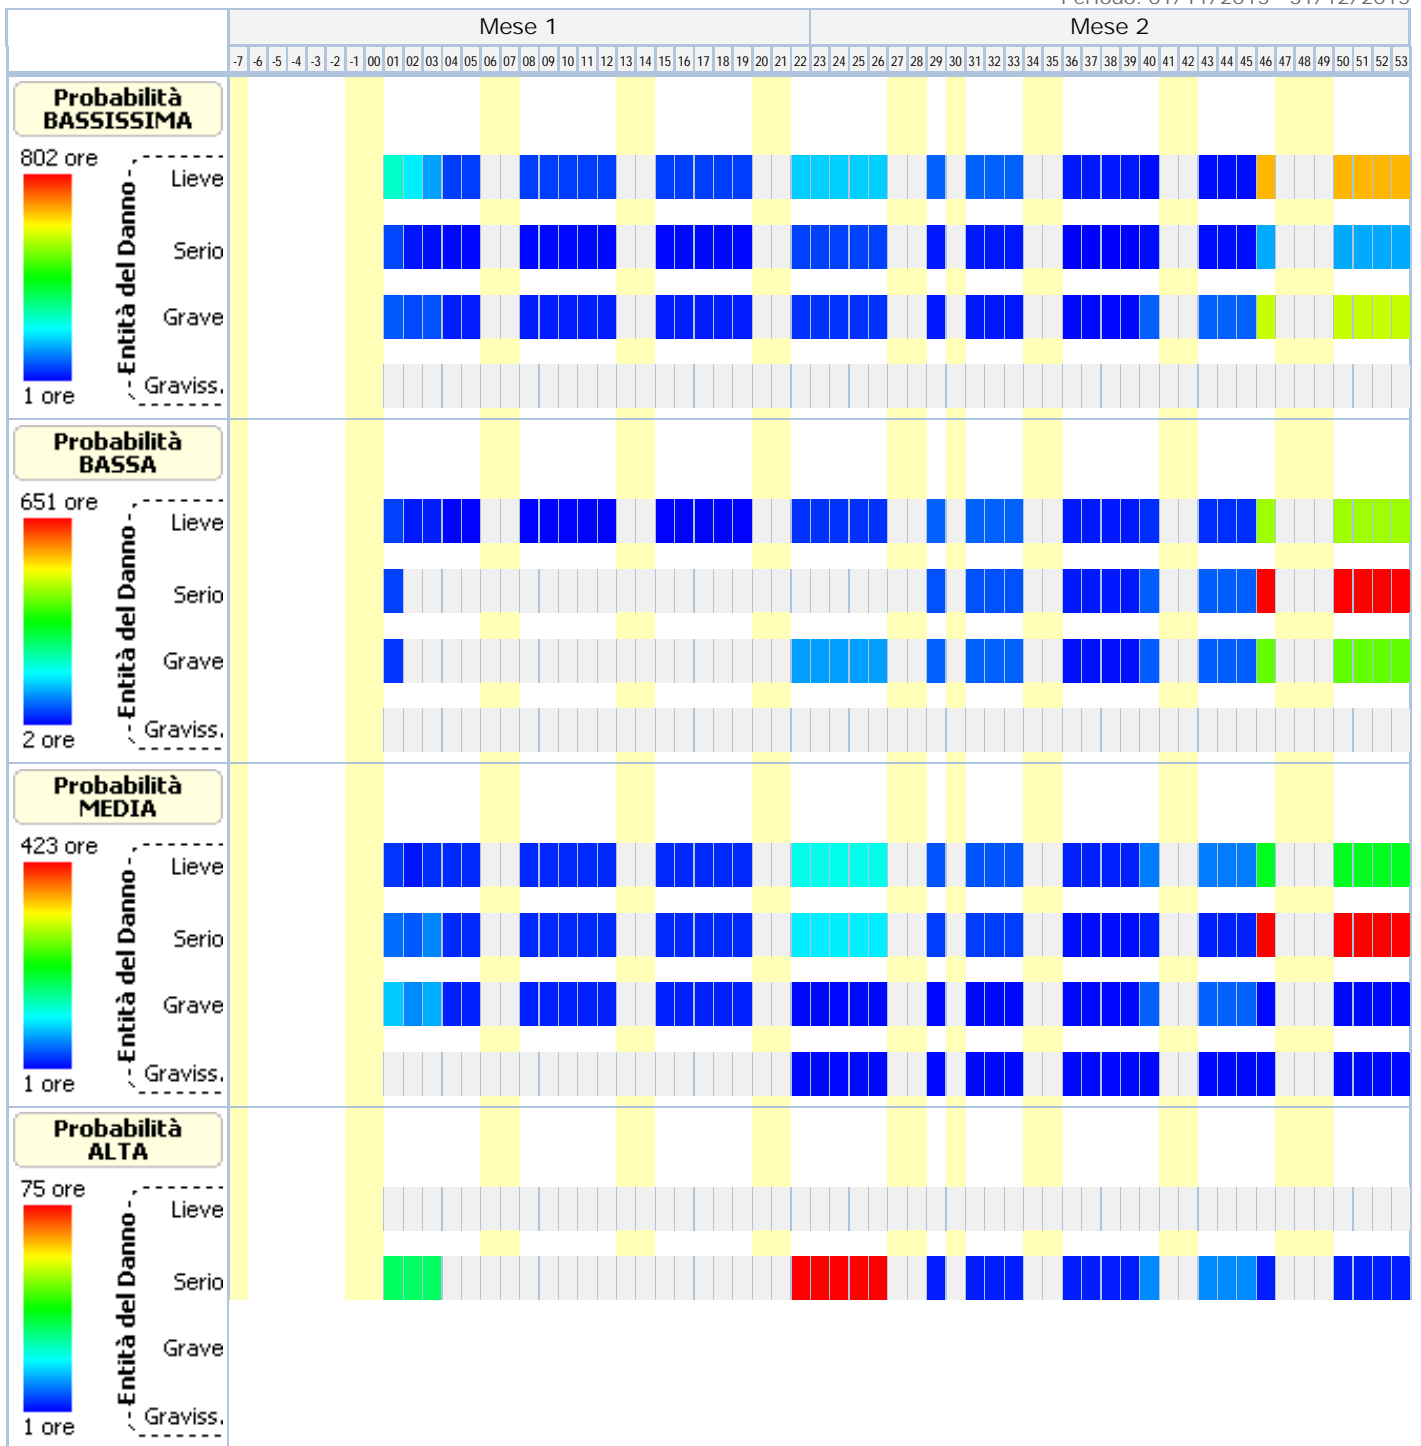 Mese 1 Mese 2
-7 -6 -5 -4 -3 -2 -1 00 01 02 03 04 05 06 07 08 09 10 11 12 13 14 15 16 17 18 19 20 21 22 23 24 25 26 27 28 29 30 31 32 33 34 35 36 37 38 39 40 41 42 43 44 45 46 47 48 49 50 51 52 53
Probabilità
BASSISSIMA
802 ore
Entità del Danno
Lieve
Serio
Grave
Graviss.
1 ore
Probabilità
BASSA
651 ore
Entità del Danno
Lieve
Serio
Grave
Graviss.
2 ore
Probabilità
MEDIA
423 ore
Entità del Danno
Lieve
Serio
Grave
Graviss.
1 ore
Probabilità
ALTA
75 ore
Entità del Danno
Lieve
Serio
Grave
Graviss.
1 ore